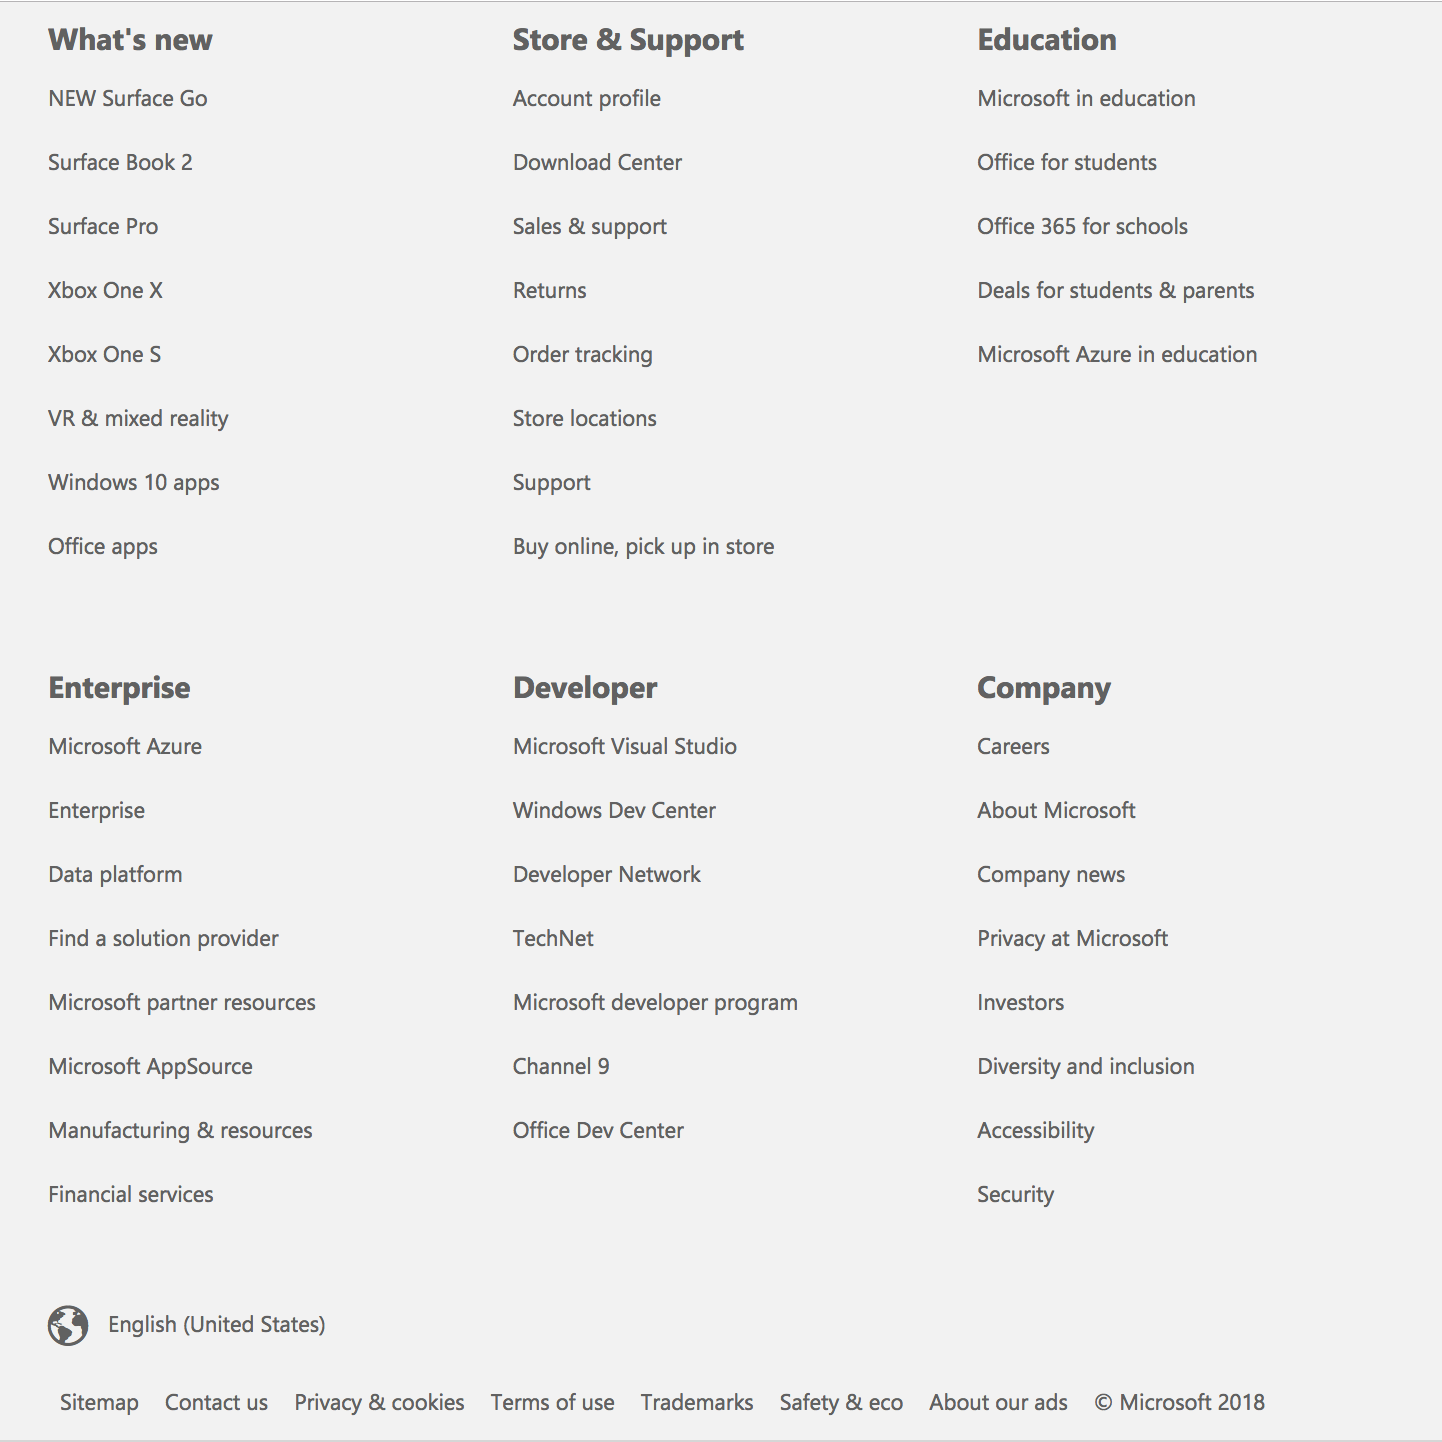 What's new
NEW Surface Go
Surface Book 2
Surface Pro
Xbox One X
Xbox One S
VR & mixed reality
Windows 10 apps
Office apps
Store & Support
Account profile
Download Center
Sales & support
Returns
Order tracking
Store locations
Support
Buy online, pick up in store
Education
Microsoft in education
Office for students
Office 365 for schools
Deals for students & parents
Microsoft Azure in education
Enterprise
Microsoft Azure
Enterprise
Data platform
Find a solution provider
Microsoft partner resources
Microsoft AppSource
Manufacturing & resources
Financial services
Developer
Microsoft Visual Studio
Windows Dev Center
Developer Network
TechNet
Microsoft developer program
Channel 9
Office Dev Center
Company
Careers
About Microsoft
Company news
Privacy at Microsoft
Investors
Diversity and inclusion
Accessibility
Security
English (United States)
Sitemap Contact us Privacy & cookies Terms of use Trademarks Safety & eco About our ads © Microsoft 2018